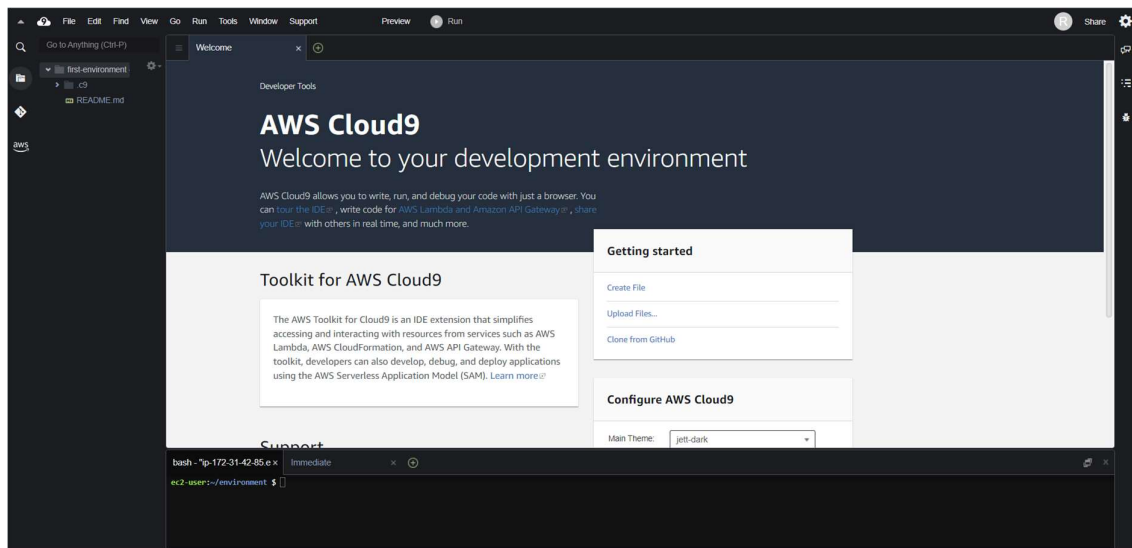 File Edit Find View Go Run Tools Window Support Preview Run R Share
Go to Anything (Ctrl-P)
Welcome
first-environment
.c9
README.md
aws
Developer Tools
AWS Cloud9
Welcome to your development environment
AWS Cloud9 allows you to write, run, and debug your code with just a browser. You
can tour the IDE , write code for AWS Lambda and Amazon API Gateway , share
your IDE with others in real time, and much more.
Getting started
Create File
Upload Files...
Clone from GitHub
Toolkit for AWS Cloud9
The AWS Toolkit for Cloud9 is an IDE extension that simplifies
accessing and interacting with resources from services such as AWS
Lambda, AWS CloudFormation, and AWS API Gateway. With the
toolkit, developers can also develop, debug, and deploy applications
using the AWS Serverless Application Model (SAM). Learn more
Configure AWS Cloud9
Main Theme: jett-dark
Support
bash - "ip-172-31-42-85.e × Immediate ×
ec2-user:~/environment $